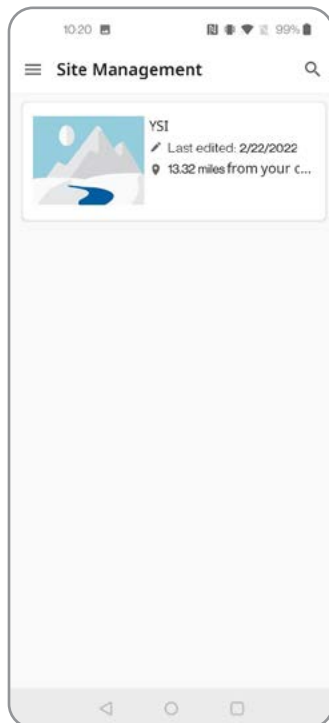 10:20 99%
Site Management
YSI
Last edited: 2/22/2022
13.32 miles from your c...